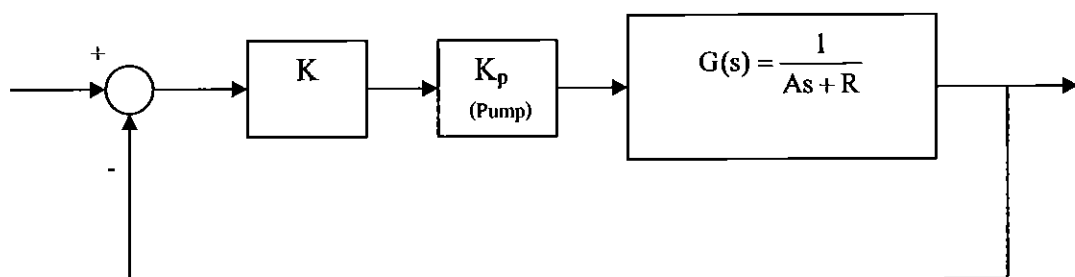 +
K
Kp
(Pump)
G(s) = 1 / (As + R)
-